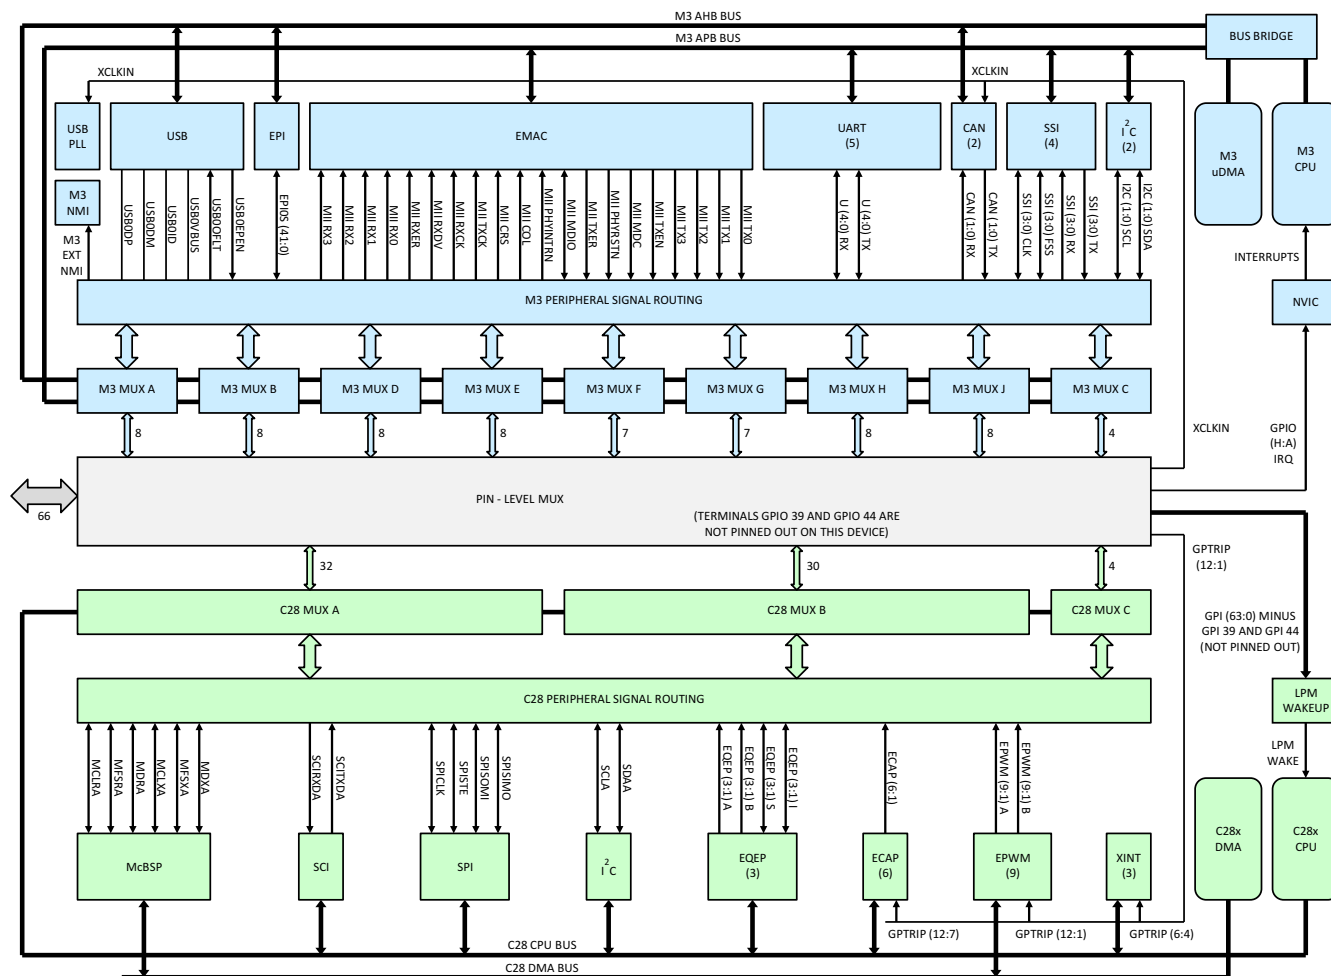 M3 AHB BUS
M3 APB BUS
BUS BRIDGE
XCLKIN
XCLKIN
USB
PLL
USB
EPI
EMAC
UART
(5)
CAN
(2)
SSI
(4)
I2C
(2)
M3
uDMA
M3
CPU
M3
NMI
M3
EXT
NMI
USB0DP
USB0DM
USB0ID
USB0VBUS
USB0OFLT
USB0EPEN
EPI0S (41:0)
MII RX3
MII RX2
MII RX1
MII RX0
MII RXER
MII RXDV
MII RXCK
MII TXCK
MII CRS
MII COL
MII PHYINTRN
MII MDIO
MII TXER
MII PHYRSTN
MII MDC
MII TXEN
MII TX3
MII TX2
MII TX1
MII TX0
U (4:0) RX
U (4:0) TX
CAN (1:0) RX
CAN (1:0) TX
SSI (3:0) CLK
SSI (3:0) FSS
SSI (3:0) RX
SSI (3:0) TX
I2C (1:0) SCL
I2C (1:0) SDA
INTERRUPTS
M3 PERIPHERAL SIGNAL ROUTING
NVIC
M3 MUX A
M3 MUX B
M3 MUX D
M3 MUX E
M3 MUX F
M3 MUX G
M3 MUX H
M3 MUX J
M3 MUX C
8
8
8
8
7
7
8
8
4
XCLKIN
GPIO
(H:A)
IRQ
66
PIN - LEVEL MUX
(TERMINALS GPIO 39 AND GPIO 44 ARE
NOT PINNED OUT ON THIS DEVICE)
32
30
4
GPTRIP
(12:1)
C28 MUX A
C28 MUX B
C28 MUX C
GPI (63:0) MINUS
GPI 39 AND GPI 44
(NOT PINNED OUT)
C28 PERIPHERAL SIGNAL ROUTING
LPM
WAKEUP
LPM
WAKE
MCLRA
MFSRA
MDRA
MCLXA
MFSXA
MDXA
SCIRXDA
SCITXDA
SPICLK
SPISTE
SPISOMI
SPISIMO
SCLA
SDAA
EQEP (3:1) A
EQEP (3:1) B
EQEP (3:1) S
EQEP (3:1) I
ECAP (6:1)
EPWM (9:1) A
EPWM (9:1) B
McBSP
SCI
SPI
I2C
EQEP
(3)
ECAP
(6)
EPWM
(9)
XINT
(3)
C28x
DMA
C28x
CPU
GPTRIP (12:7)
GPTRIP (12:1)
GPTRIP (6:4)
C28 CPU BUS
C28 DMA BUS